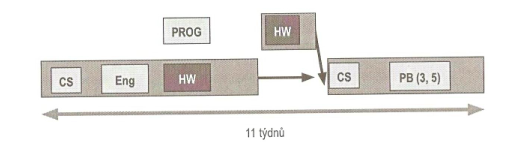 PROG
HW
CS Eng HW
CS PB (3, 5)
11 týdnů